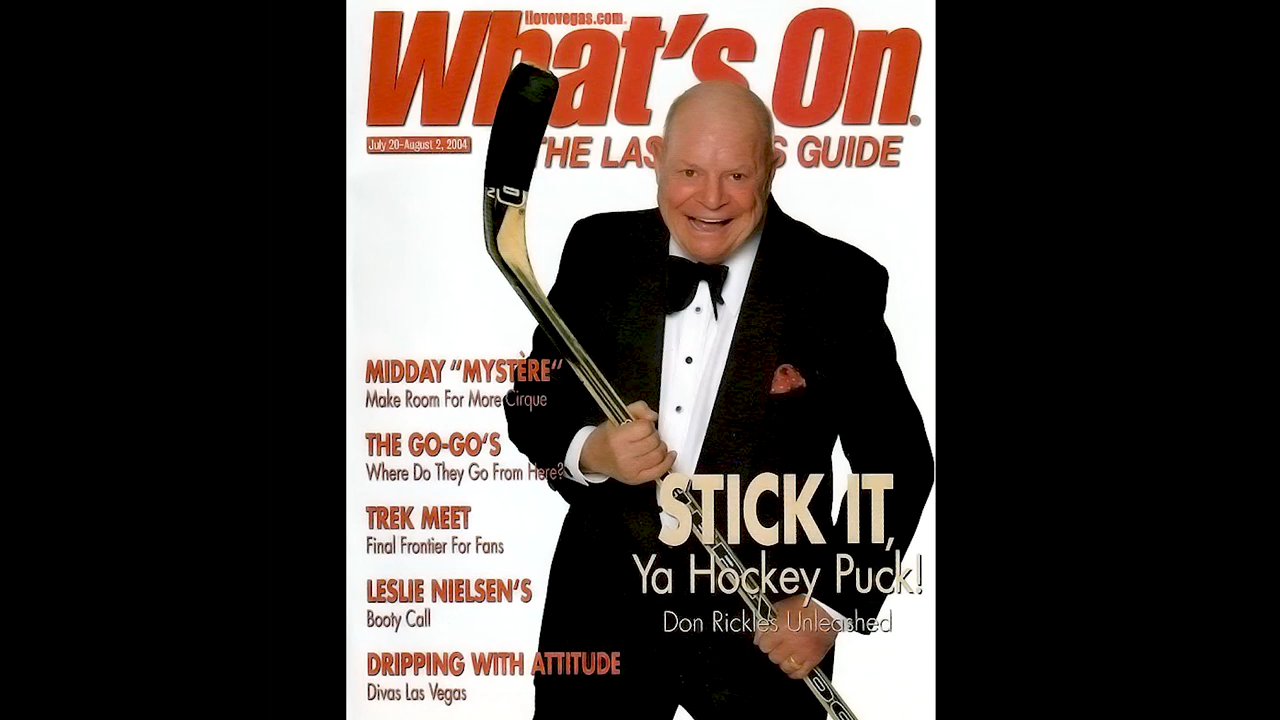 ilovevegas.com
What's On
July 20-August 2, 2004
THE LAS S GUIDE
MIDDAY "MYSTÈRE"
Make Room For More Cirque
THE GO-GO'S
Where Do They Go From Here?
TREK MEET
Final Frontier For Fans
LESLIE NIELSEN'S
Booty Call
DRIPPING WITH ATTITUDE
Divas Las Vegas
STICK IT,
Ya Hockey Puck!
Don Rickles Unleashed